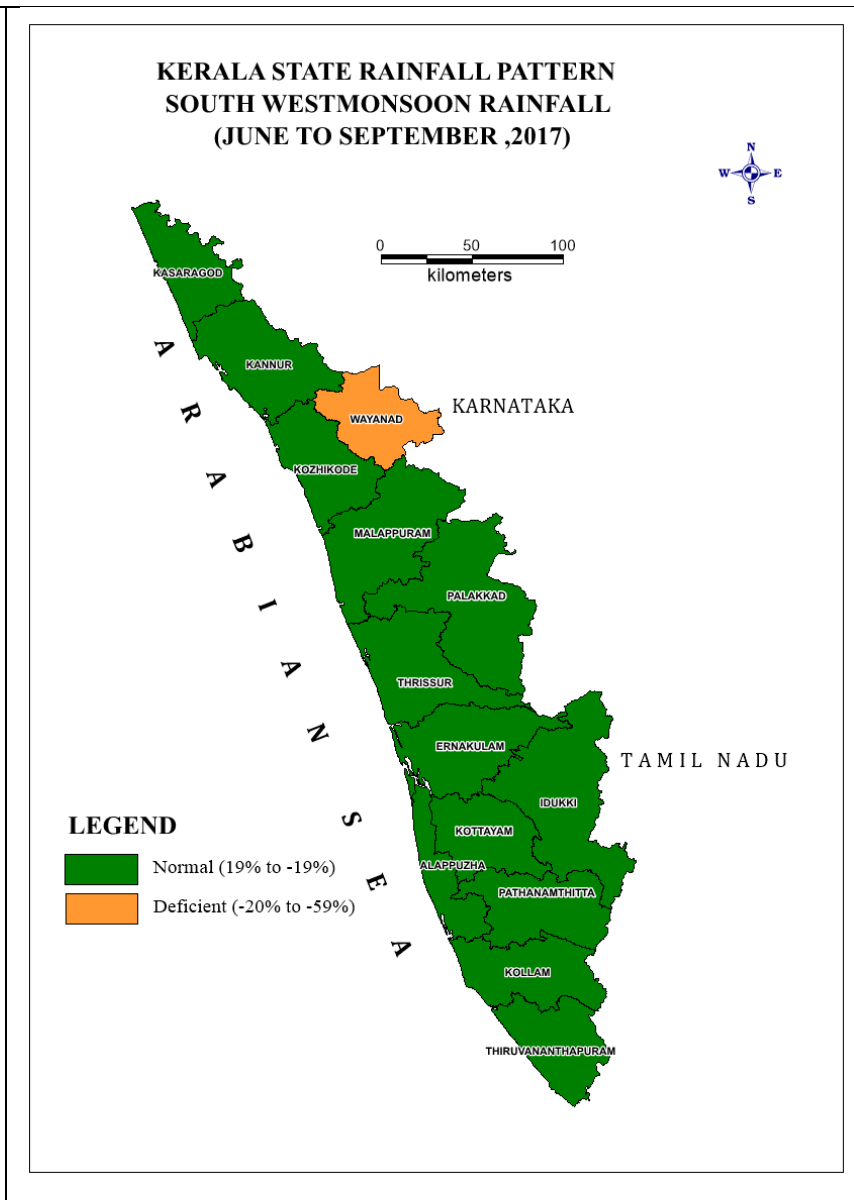 KERALA STATE RAINFALL PATTERN
SOUTH WESTMONSOON RAINFALL
(JUNE TO SEPTEMBER ,2017)
N
W E
S
0 50 100
kilometers
KASARAGOD
KANNUR
WAYANAD
KARNATAKA
KOZHIKODE
MALAPPURAM
PALAKKAD
THRISSUR
ERNAKULAM
TAMIL NADU
IDUKKI
KOTTAYAM
ALAPPUZHA
PATHANAMTHITTA
KOLLAM
THIRUVANANTHAPURAM
ARABIAN SEA
LEGEND
Normal (19% to -19%)
Deficient (-20% to -59%)